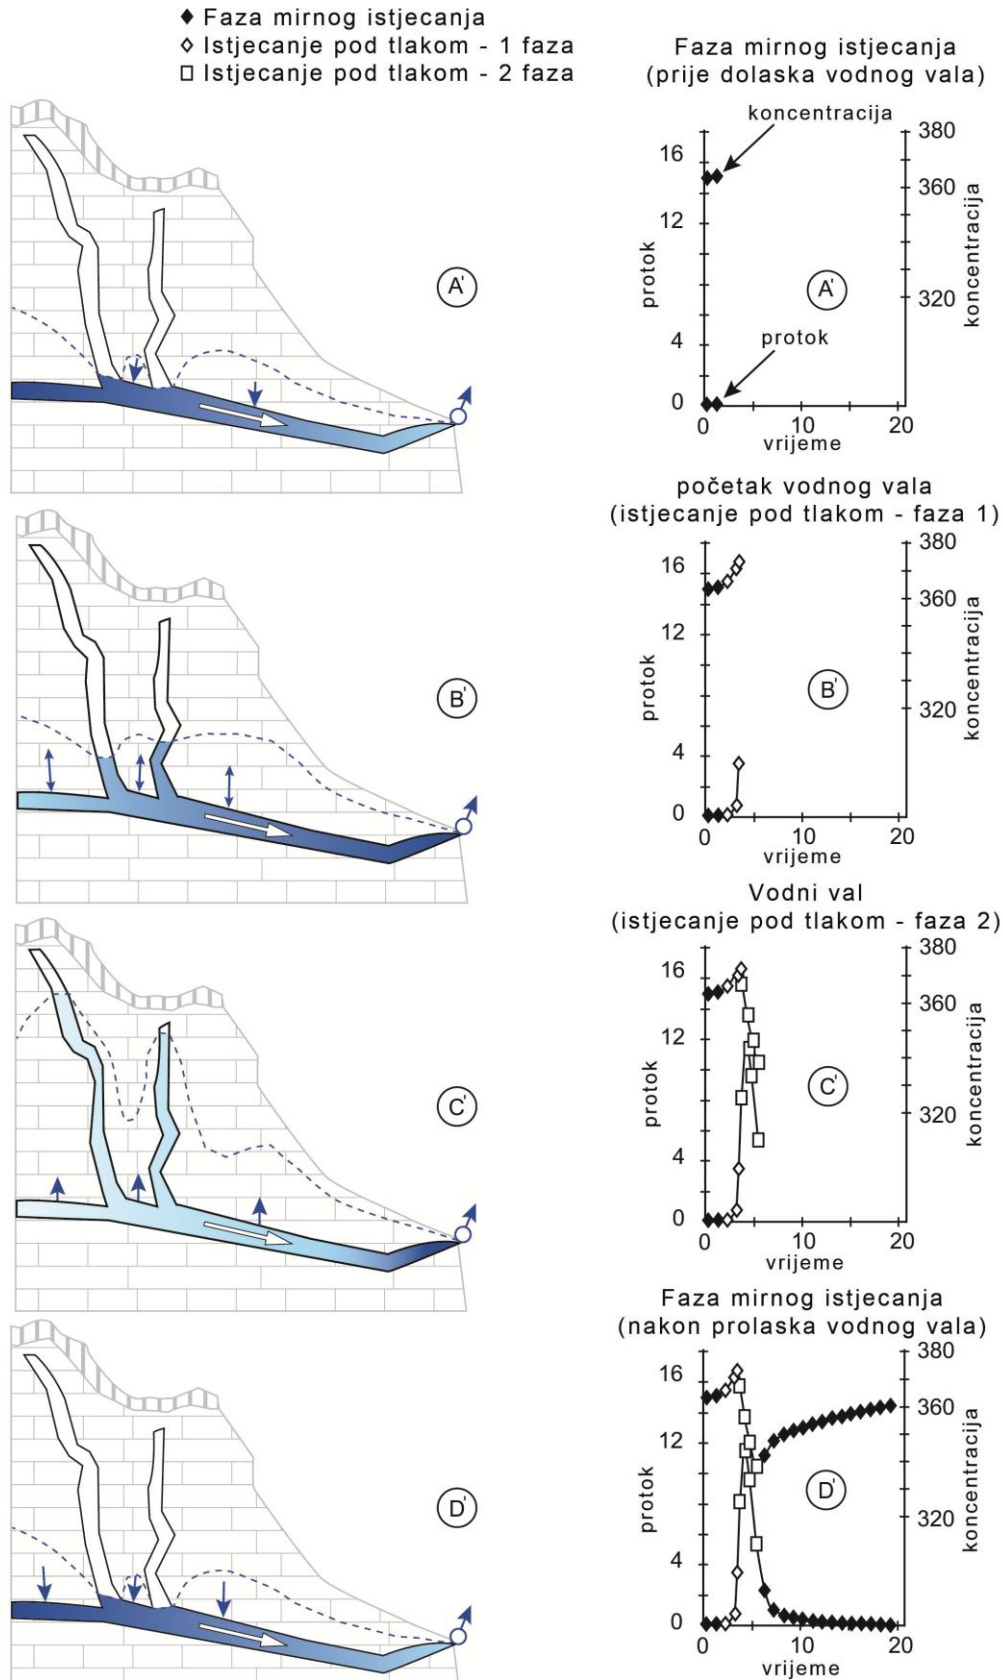 Faza mirnog istjecanja
Istjecanje pod tlakom - 1 faza
Istjecanje pod tlakom - 2 faza
Faza mirnog istjecanja
(prije dolaska vodnog vala)
koncentracija
380
16
360
12
protok
A'
A'
koncentracija
320
4
protok
0
0
10
20
vrijeme
početak vodnog vala
(istjecanje pod tlakom - faza 1)
380
16
360
12
protok
B'
B'
koncentracija
320
4
0
0
10
20
vrijeme
Vodni val
(istjecanje pod tlakom - faza 2)
380
16
360
12
protok
C'
C'
koncentracija
320
4
0
0
10
20
vrijeme
Faza mirnog istjecanja
(nakon prolaska vodnog vala)
380
16
360
12
protok
D'
D'
koncentracija
320
4
0
0
10
20
vrijeme